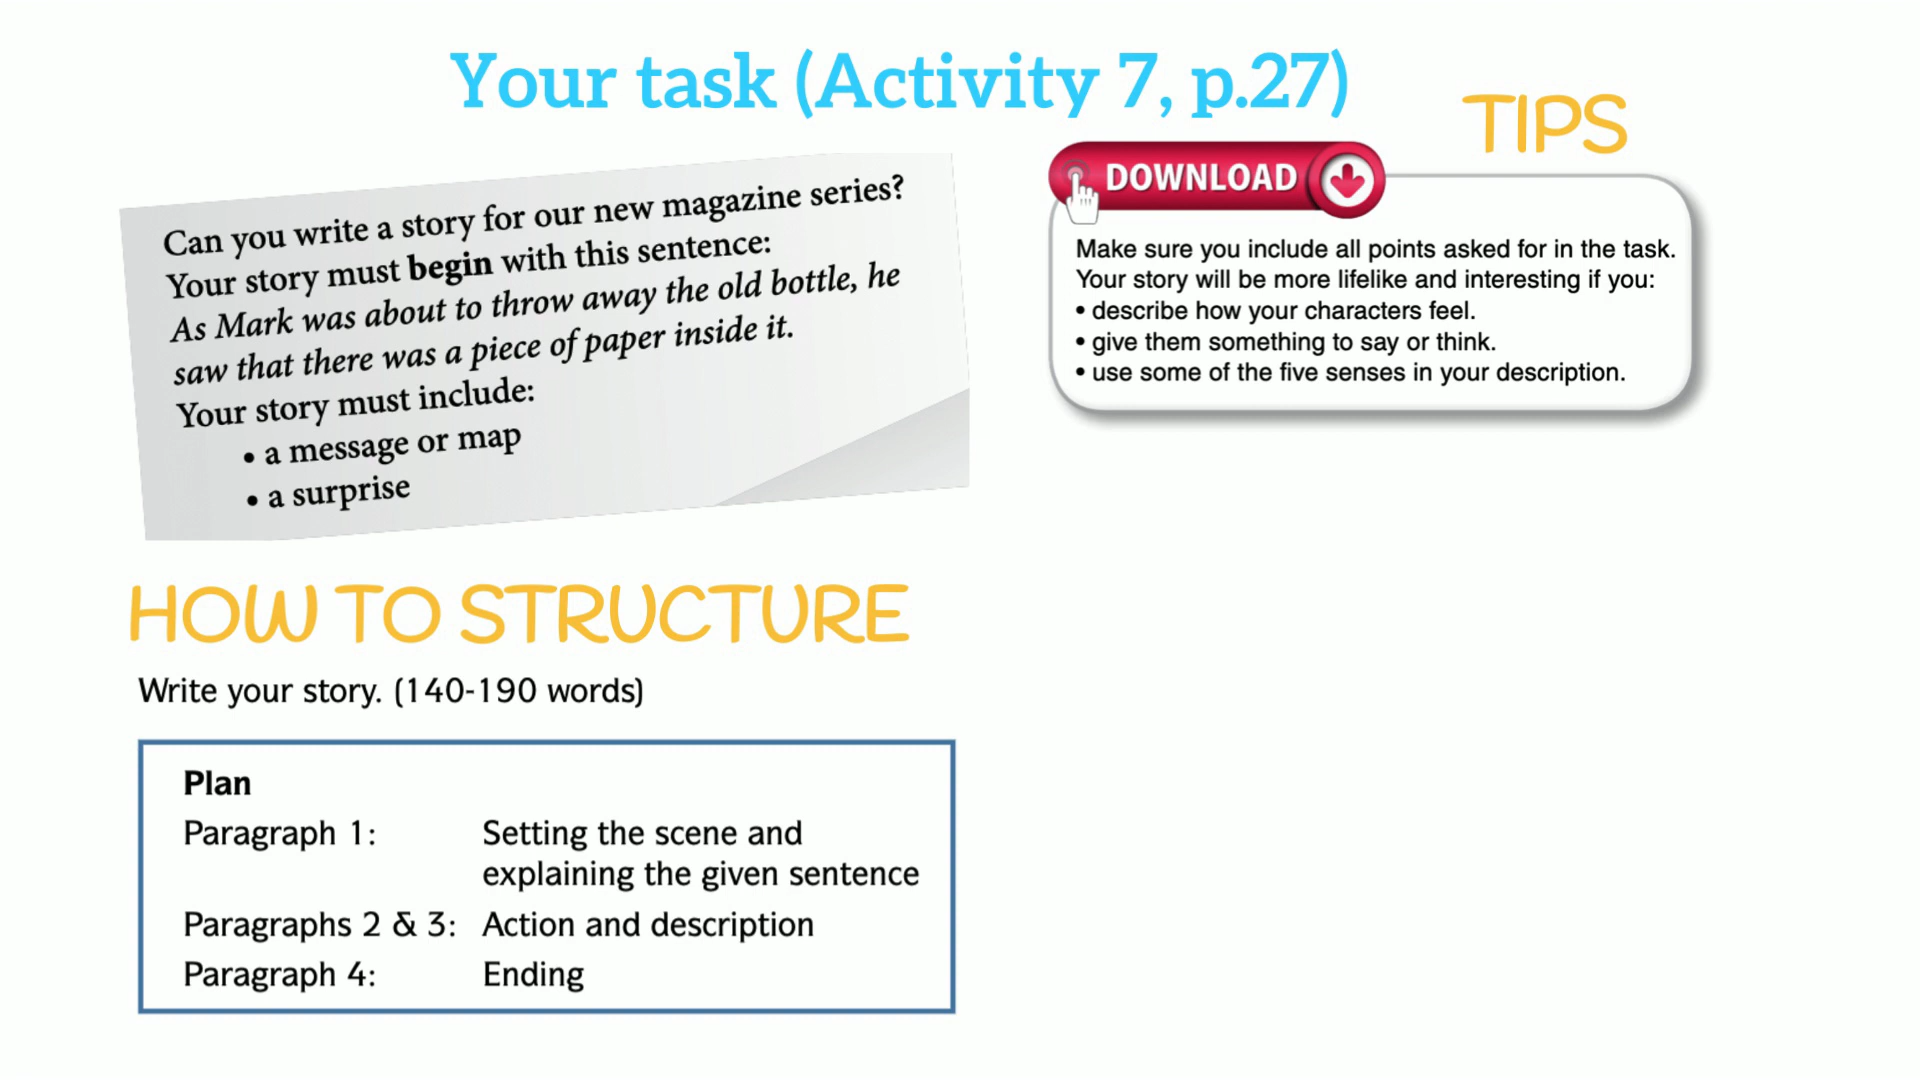 Your task (Activity 7, p.27)
Can you write a story for our new magazine series?
Your story must begin with this sentence:
As Mark was about to throw away the old bottle, he
saw that there was a piece of paper inside it.
Your story must include:
• a message or map
• a surprise
TIPS
DOWNLOAD
Make sure you include all points asked for in the task.
Your story will be more lifelike and interesting if you:
• describe how your characters feel.
• give them something to say or think.
• use some of the five senses in your description.
HOW TO STRUCTURE
Write your story. (140-190 words)
Plan
Paragraph 1: Setting the scene and
explaining the given sentence
Paragraphs 2 & 3: Action and description
Paragraph 4: Ending